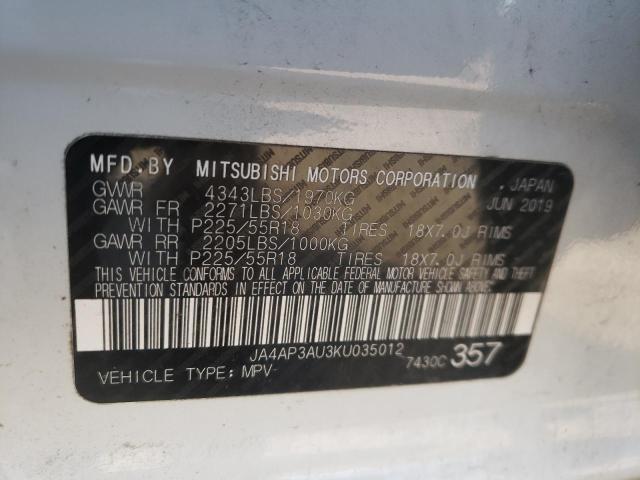 MFD. BY MITSUBISHI MOTORS CORPORATION , JAPAN
GVWR 4343LBS/1970KG JUN 2019
GAWR FR 2271LBS/1030KG
WITH P225/55R18 TIRES 18X7.0J RIMS
GAWR RR 2205LBS/1000KG
WITH P225/55R18 TIRES 18X7.0J RIMS
THIS VEHICLE CONFORMS TO ALL APPLICABLE FEDERAL MOTOR VEHICLE SAFETY AND THEFT
PREVENTION STANDARDS IN EFFECT ON THE DATE OF MANUFACTURE SHOWN ABOVE.
JA4AP3AU3KU035012
7430C 357
VEHICLE TYPE: MPV